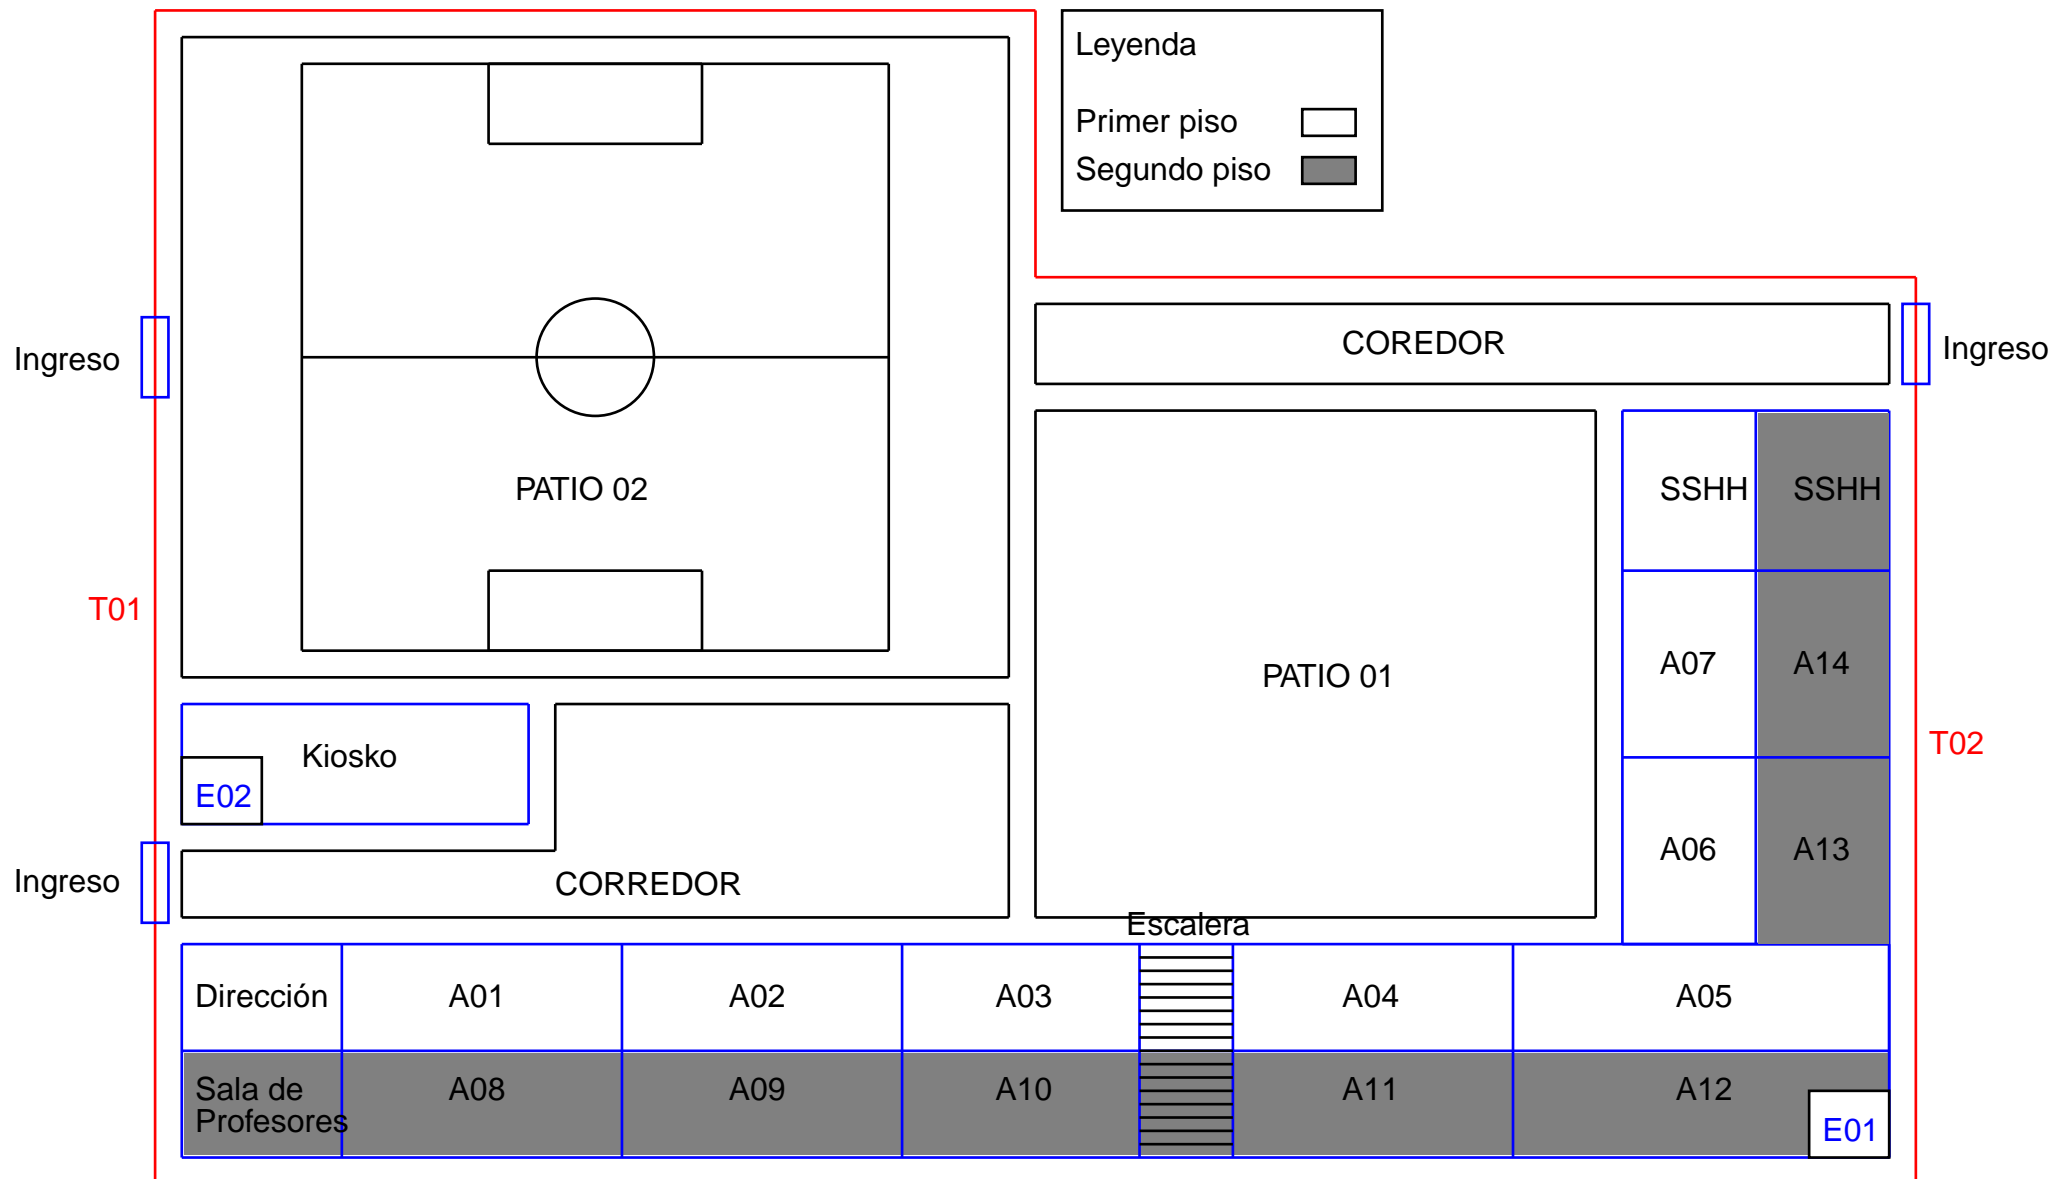 Leyenda
Primer piso
Segundo piso
COREDOR
Ingreso
Ingreso
PATIO 02
SSHH
SSHH
T01
A07
A14
PATIO 01
T02
Kiosko
E02
A06
A13
Ingreso
CORREDOR
Escalera
Dirección
A01
A02
A03
A04
A05
Sala de
Profesores
A08
A09
A10
A11
A12
E01